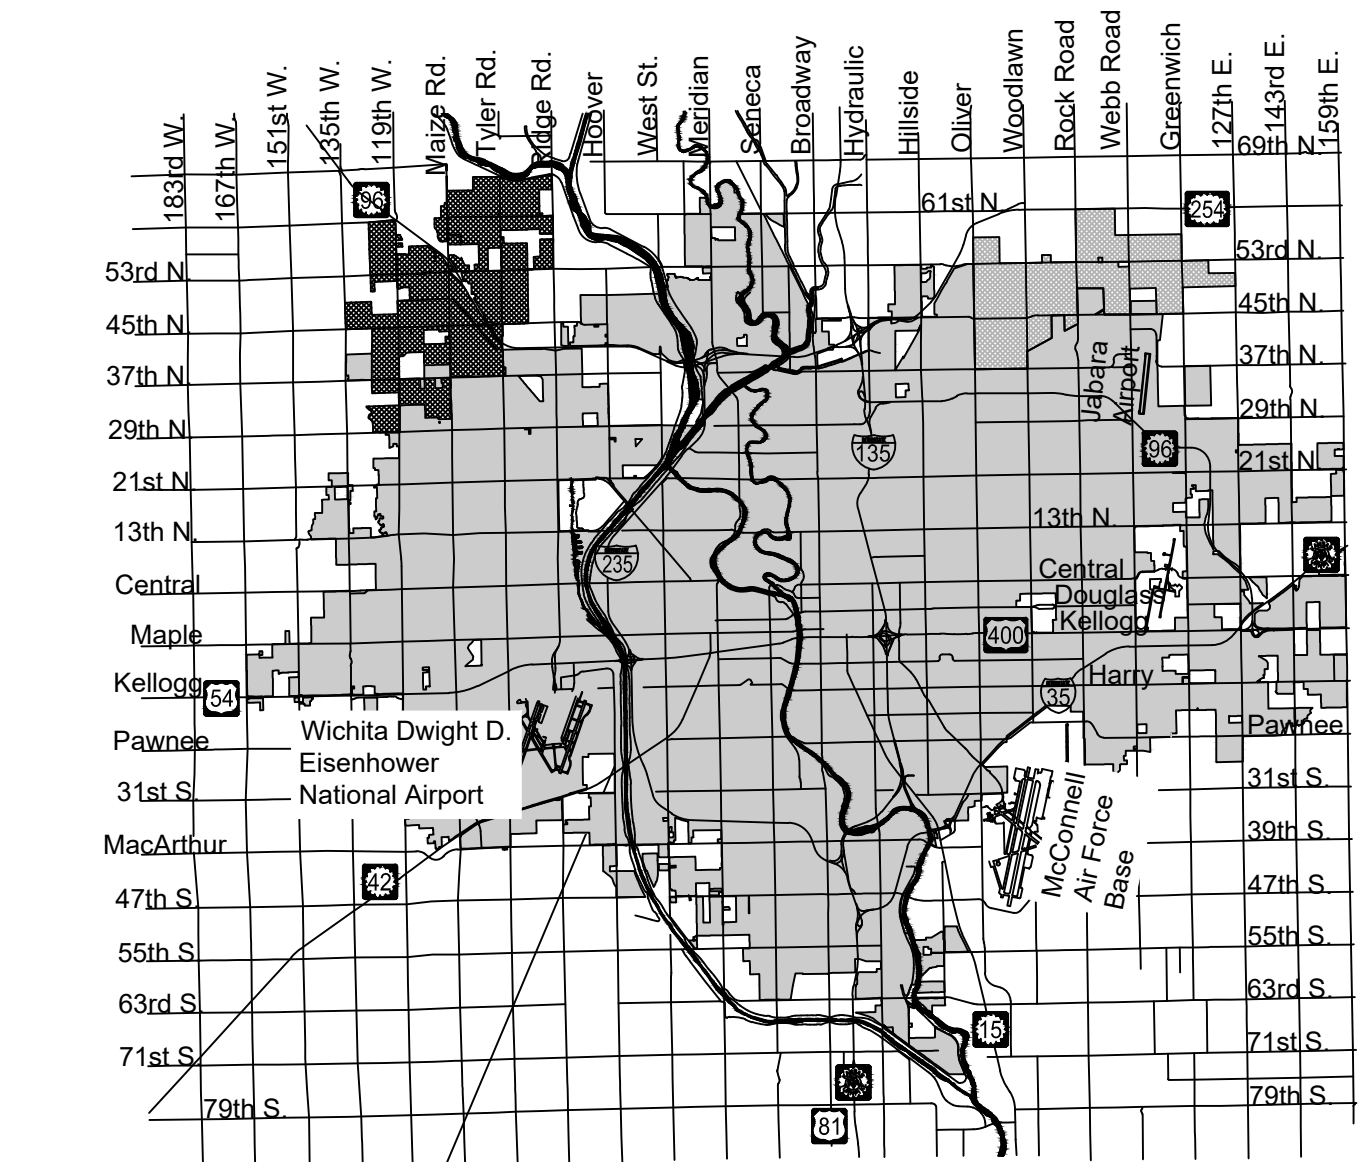 183rd W.
167th W.
151st W.
135th W.
119th W.
Maize Rd.
Tyler Rd.
Ridge Rd.
Hoover
West St.
Meridian
Seneca
Broadway
Hydraulic
Hillside
Oliver
Woodlawn
Rock Road
Webb Road
Greenwich
127th E.
143rd E.
159th E.
69th N.
96
61st N.
254
53rd N.
53rd N.
45th N.
45th N.
37th N.
37th N.
Jabara
Airport
29th N.
29th N.
135
96
21st N.
21st N.
13th N.
13th N.
235
Central
Central
Douglass
Maple
400
Kellogg
Kellogg
54
35
Harry
Pawnee
Pawnee
Wichita Dwight D.
Eisenhower
National Airport
31st S.
31st S.
McConnell
Air Force
Base
MacArthur
39th S.
42
47th S.
47th S.
55th S.
55th S.
63rd S.
63rd S.
15
71st S.
71st S.
79th S.
79th S.
81